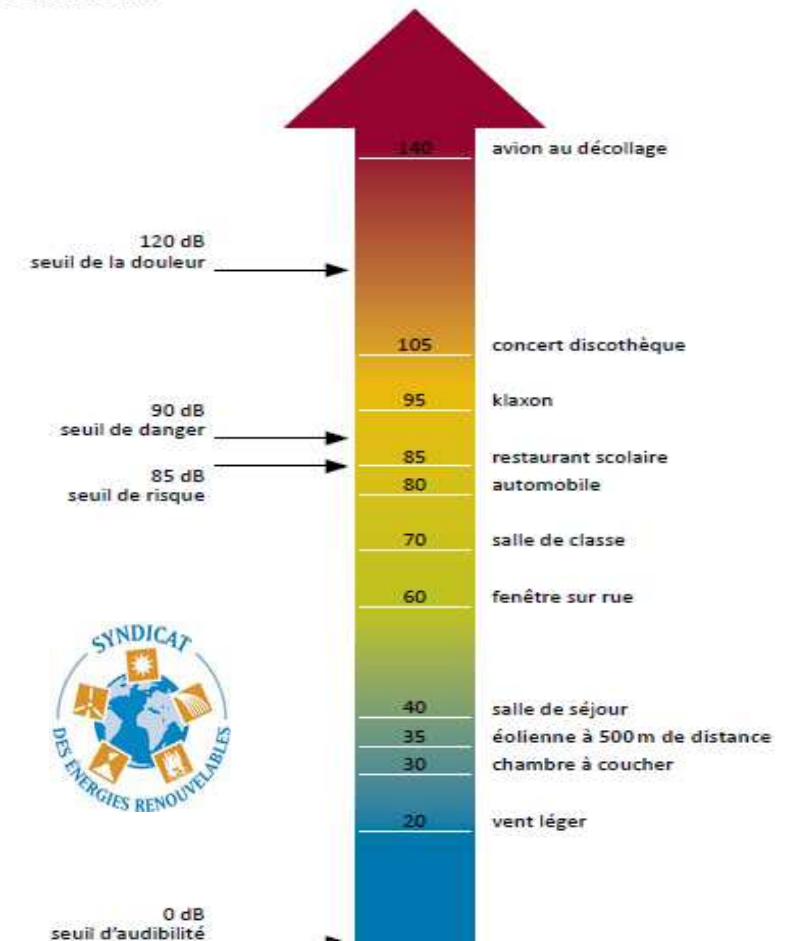 140 avion au décollage
120 dB
seuil de la douleur
105 concert discothèque
95 klaxon
90 dB
seuil de danger
85 restaurant scolaire
85 dB
seuil de risque
80 automobile
70 salle de classe
60 fenêtre sur rue
SYNDICAT
DES ENERGIES RENOUVELABLES
40 salle de séjour
35 éolienne à 500 m de distance
30 chambre à coucher
20 vent léger
0 dB
seuil d'audibilité